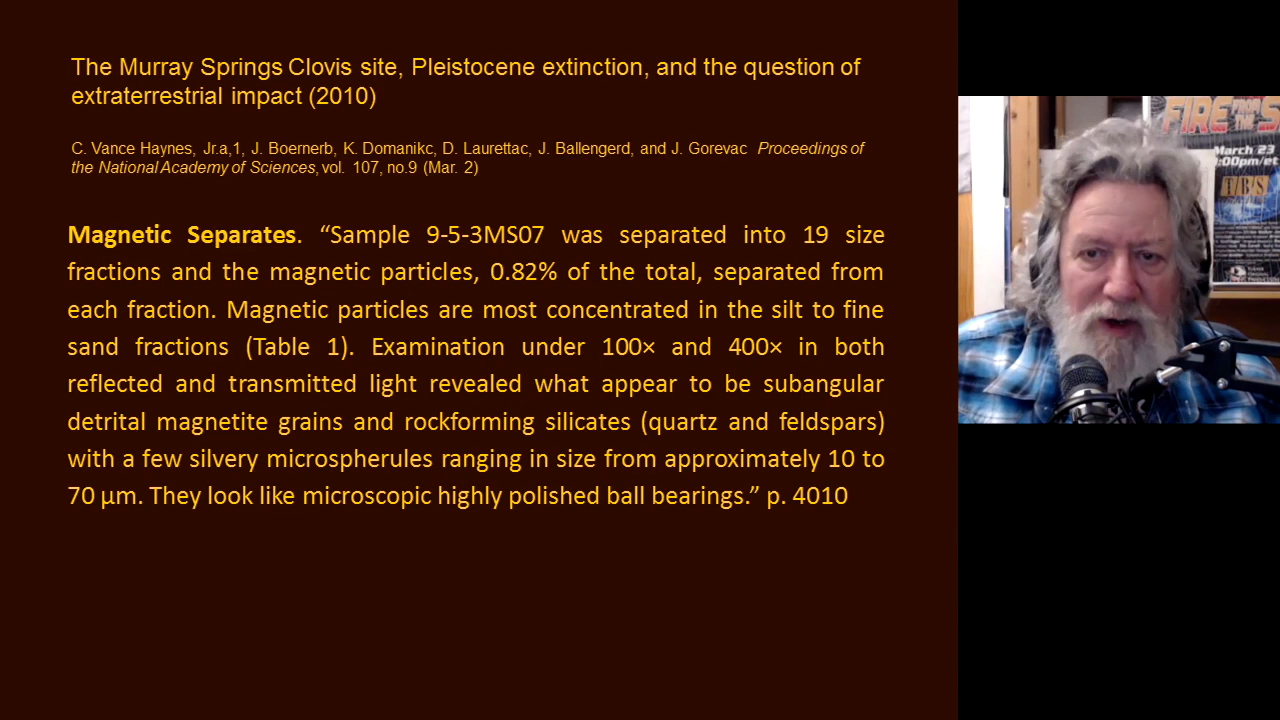 The Murray Springs Clovis site, Pleistocene extinction, and the question of
extraterrestrial impact (2010)
C. Vance Haynes, Jr.a,1, J. Boernerb, K. Domanikc, D. Laurettac, J. Ballengerd, and J. Gorevac Proceedings of
the National Academy of Sciences, vol. 107, no.9 (Mar. 2)
Magnetic Separates. “Sample 9-5-3MS07 was separated into 19 size
fractions and the magnetic particles, 0.82% of the total, separated from
each fraction. Magnetic particles are most concentrated in the silt to fine
sand fractions (Table 1). Examination under 100× and 400× in both
reflected and transmitted light revealed what appear to be subangular
detrital magnetite grains and rockforming silicates (quartz and feldspars)
with a few silvery microspherules ranging in size from approximately 10 to
70 μm. They look like microscopic highly polished ball bearings.” p. 4010
FIRE FROM
THE S
March 23
:00pm/et
TBS